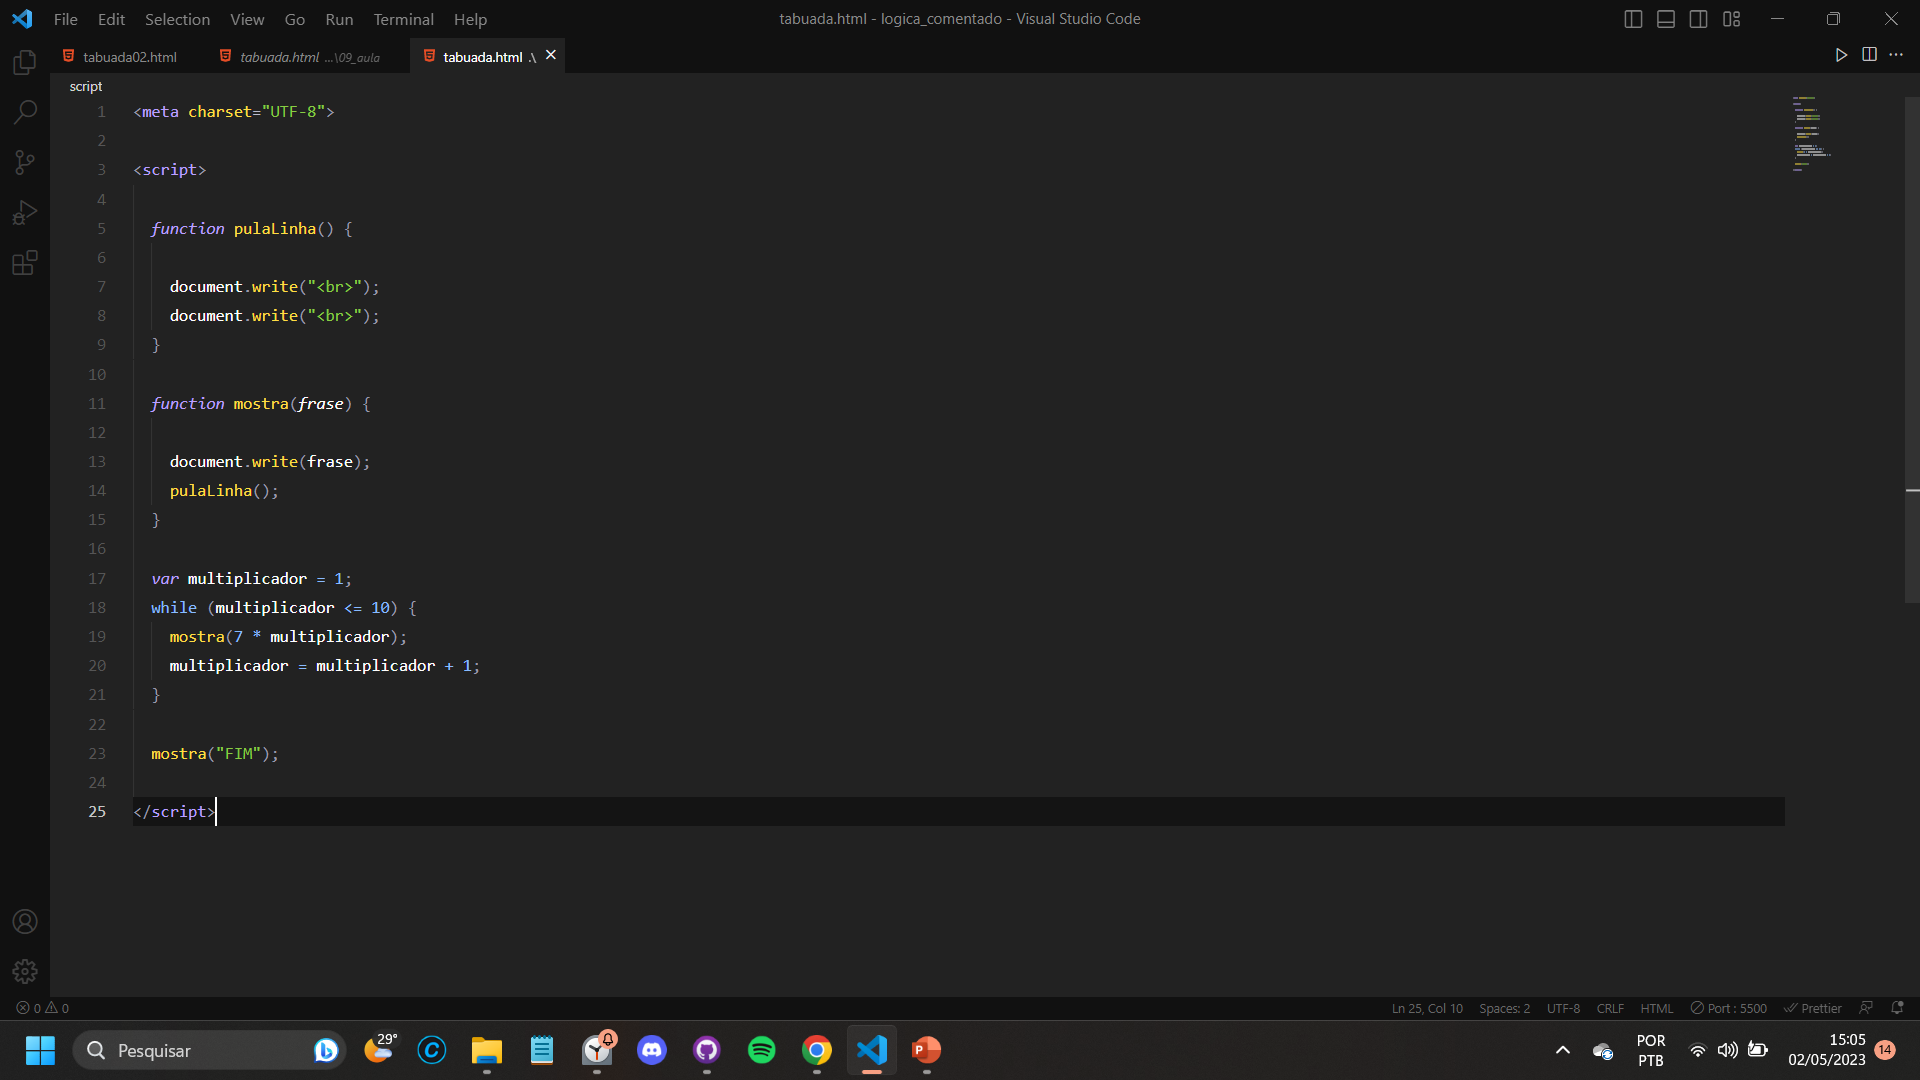 File Edit Selection View Go Run Terminal Help
tabuada.html - logica_comentado - Visual Studio Code
tabuada02.html
tabuada.html ...\09_aula
tabuada.html .\
script
1 <meta charset="UTF-8">
2
3 <script>
4
5 function pulaLinha() {
6
7 document.write("<br>");
8 document.write("<br>");
9 }
10
11 function mostra(frase) {
12
13 document.write(frase);
14 pulaLinha();
15 }
16
17 var multiplicador = 1;
18 while (multiplicador <= 10) {
19 mostra(7 * multiplicador);
20 multiplicador = multiplicador + 1;
21 }
22
23 mostra("FIM");
24
25 </script>
0 0
Ln 25, Col 10 Spaces: 2 UTF-8 CRLF HTML Port : 5500 Prettier
Pesquisar
29°
POR
PTB
15:05
02/05/2023
14